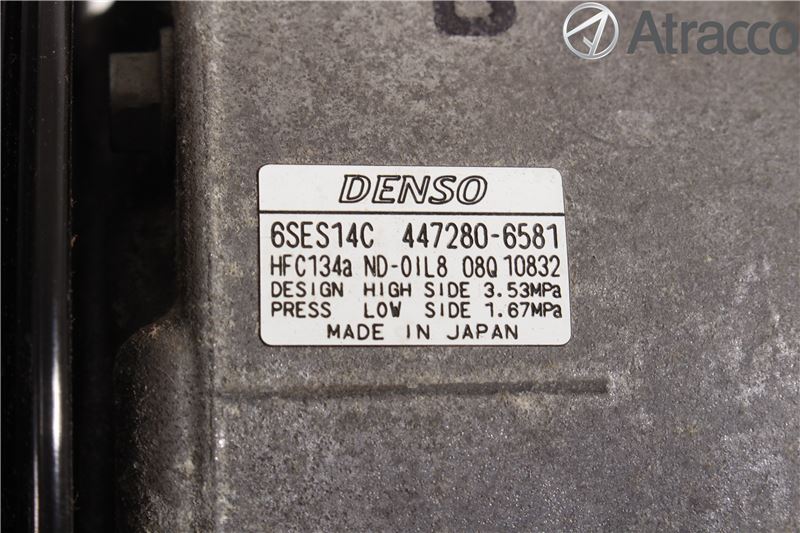 Atracco
DENSO
6SES14C 447280-6581
HFC134a ND-OIL8 08Q 10832
DESIGN HIGH SIDE 3.53MPa
PRESS LOW SIDE 1.67MPa
MADE IN JAPAN